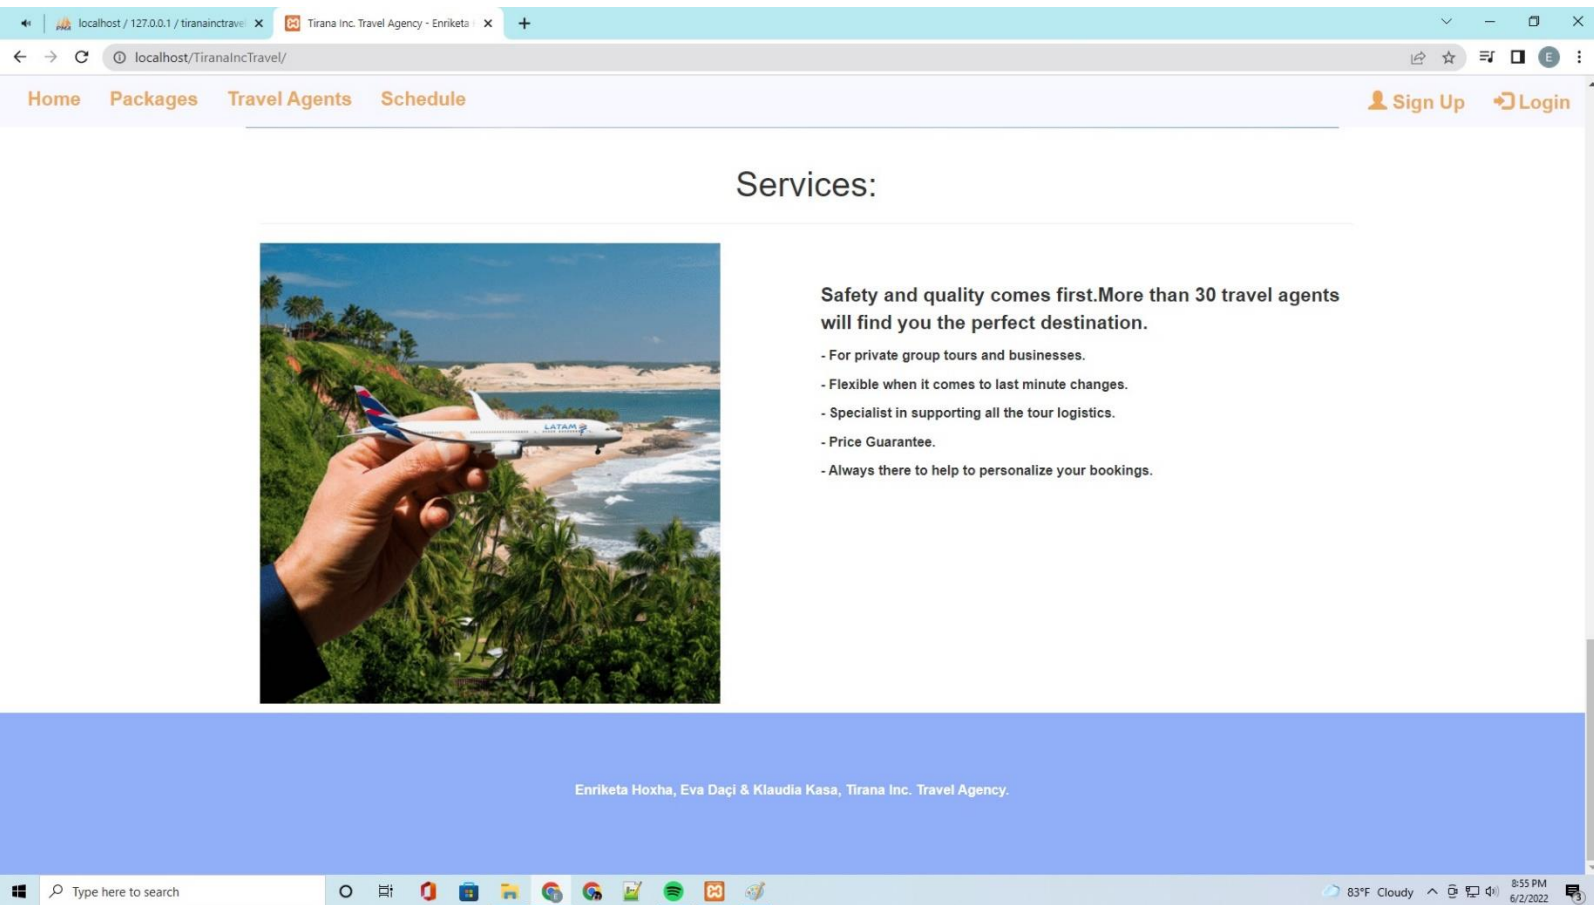 localhost / 127.0.0.1 / tiranainctrave
Tirana Inc. Travel Agency - Enriketa
localhost/TiranaIncTravel/
E
Home Packages Travel Agents Schedule Sign Up Login
Services:
LATAM
Safety and quality comes first.More than 30 travel agents
will find you the perfect destination.
- For private group tours and businesses.
- Flexible when it comes to last minute changes.
- Specialist in supporting all the tour logistics.
- Price Guarantee.
- Always there to help to personalize your bookings.
Enriketa Hoxha, Eva Daçi & Klaudia Kasa, Tirana Inc. Travel Agency.
Type here to search
83°F Cloudy
8:55 PM
6/2/2022
3